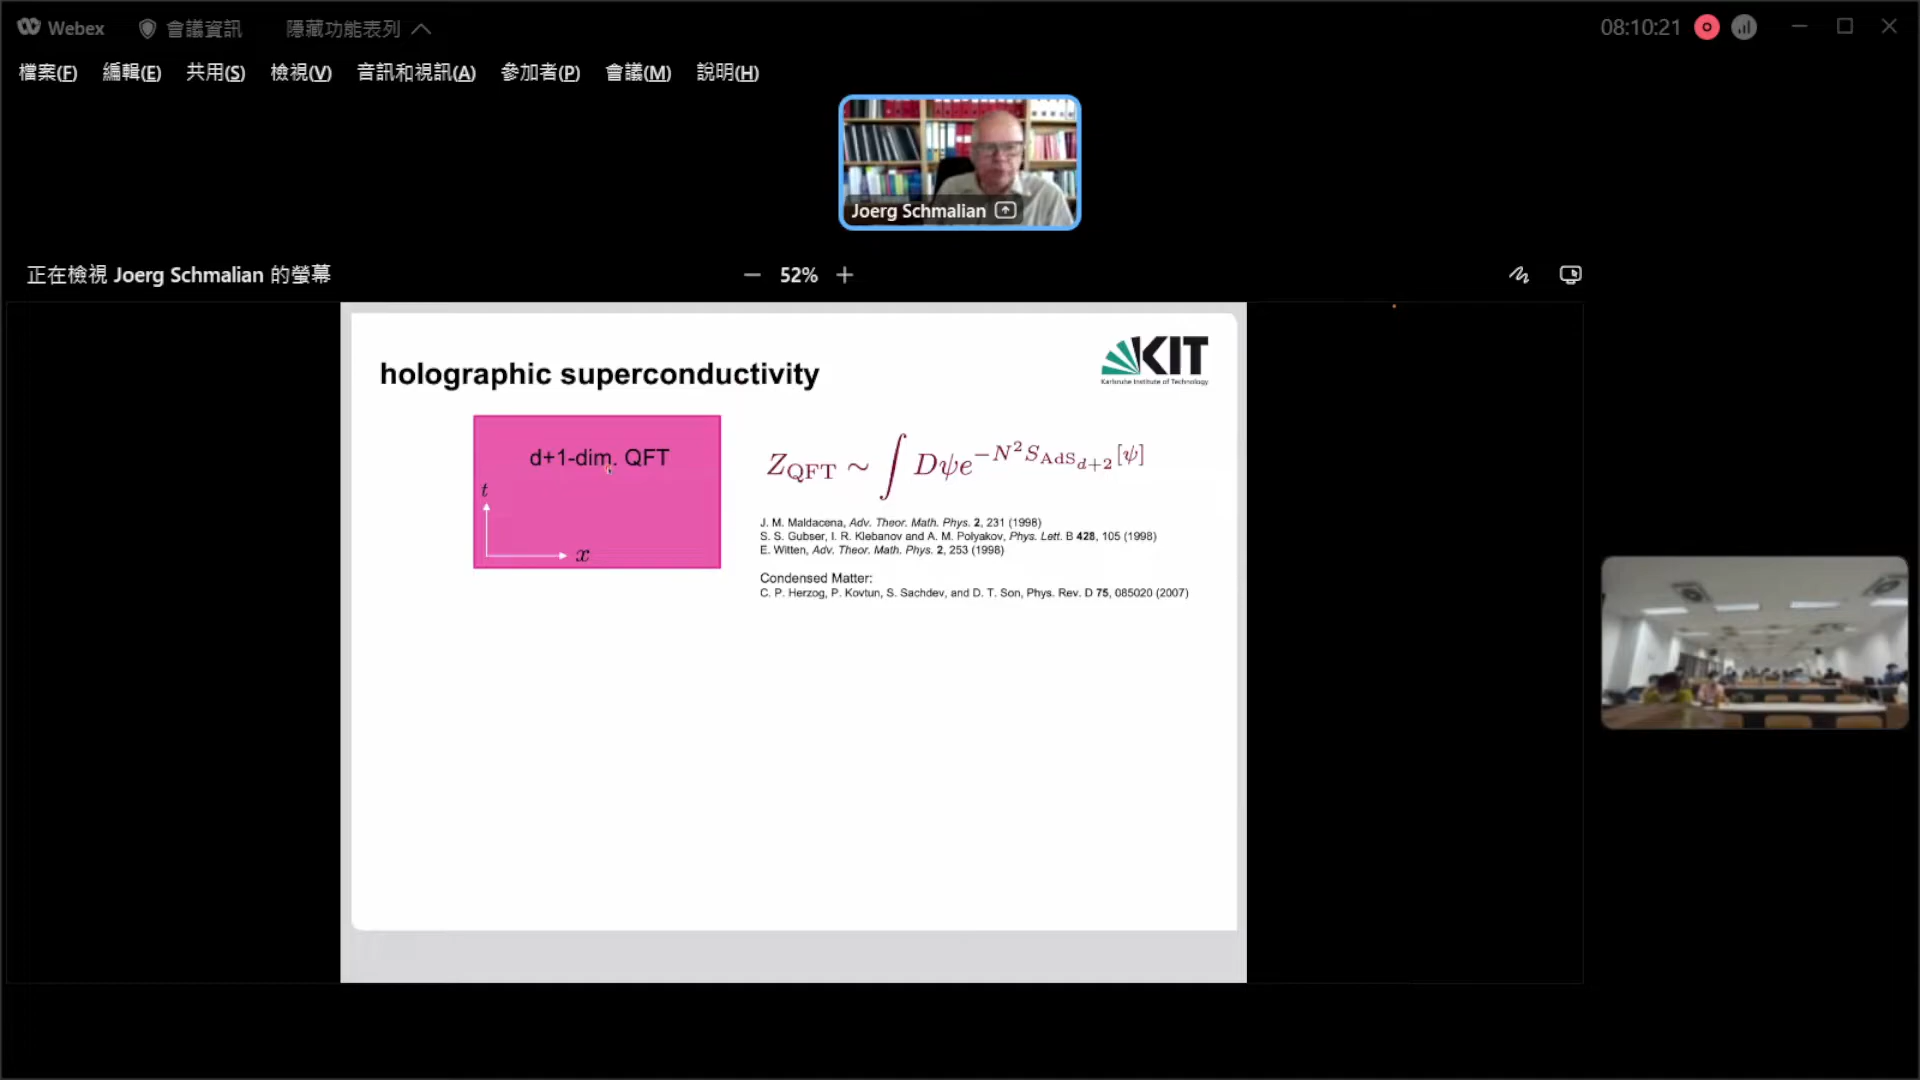 Webex 會議資訊 隱藏功能表列 08:10:21
檔案(F) 編輯(E) 共用(S) 檢視(V) 音訊和視訊(A) 參加者(P) 會議(M) 說明(H)
Joerg Schmalian
正在檢視 Joerg Schmalian 的螢幕 — 52% +
KIT
Karlsruhe Institute of Technology
holographic superconductivity
d+1-dim. QFT
t
x
Z_QFT ∼ ∫ Dψe^{−N²S_{AdS_{d+2}}[ψ]}
J. M. Maldacena, Adv. Theor. Math. Phys. 2, 231 (1998)
S. S. Gubser, I. R. Klebanov and A. M. Polyakov, Phys. Lett. B 428, 105 (1998)
E. Witten, Adv. Theor. Math. Phys. 2, 253 (1998)
Condensed Matter:
C. P. Herzog, P. Kovtun, S. Sachdev, and D. T. Son, Phys. Rev. D 75, 085020 (2007)